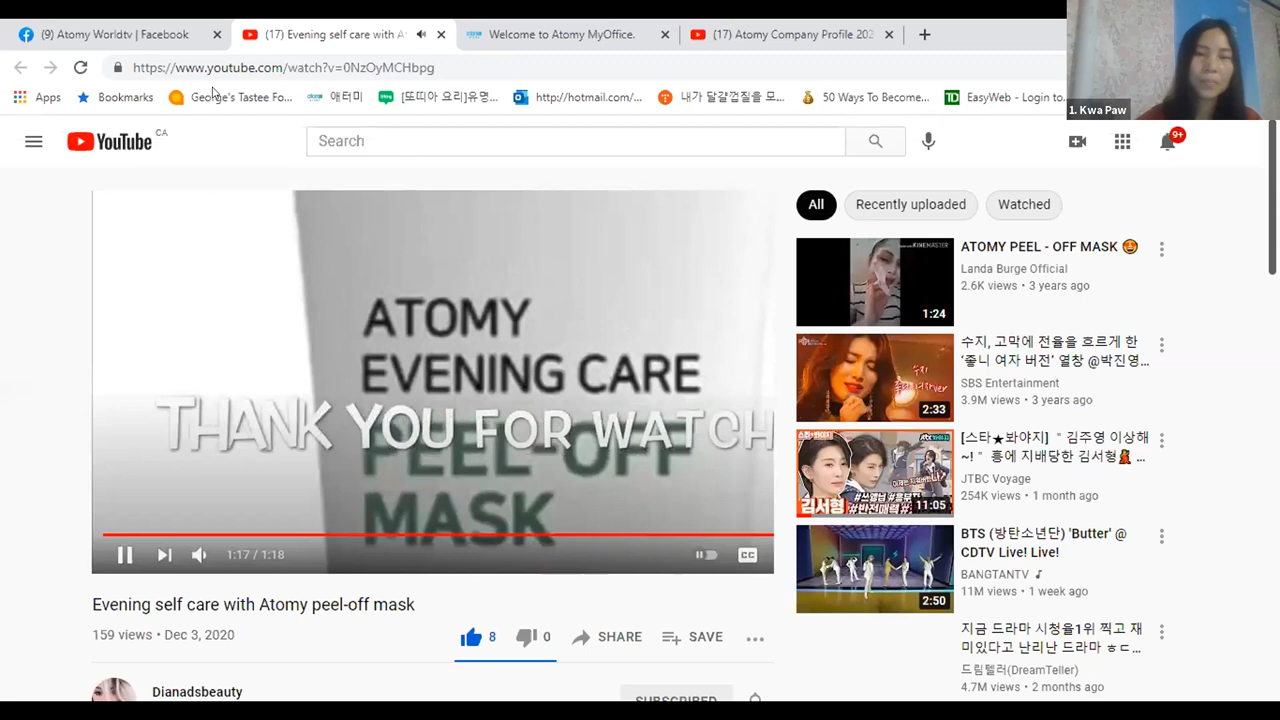 (9) Atomy Worldtv | Facebook
(17) Evening self care with A
Welcome to Atomy MyOffice.
(17) Atomy Company Profile 202
https://www.youtube.com/watch?v=0NzOyMCHbpg
1. Kwa Paw
Apps
Bookmarks
George's Tastee Fo...
애터미
[또띠아 요리]유명...
http://hotmail.com/...
내가 달걀껍질을 모...
50 Ways To Become...
EasyWeb - Login to...
YouTube CA
Search
9+
ATOMY
EVENING CARE
PEEL-OFF
MASK
THANK YOU FOR WATCH
1:17 / 1:18
CC
Evening self care with Atomy peel-off mask
159 views • Dec 3, 2020
8
0
SHARE
SAVE
Dianadsbeauty
SUBSCRIBED
All
Recently uploaded
Watched
KINEMASTER
1:24
ATOMY PEEL - OFF MASK 🤩
Landa Burge Official
2.6K views • 3 years ago
2:33
수지, 고막에 전율을 흐르게 한
‘좋니 여자 버전’ 열창 @박진영...
SBS Entertainment
3.9M views • 3 years ago
김서형
11:05
[스타★봐야지] " 김주영 이상해
~!" 흥에 지배당한 김서형💃 ...
JTBC Voyage
254K views • 1 month ago
2:50
BTS (방탄소년단) 'Butter' @
CDTV Live! Live!
BANGTANTV ♪
11M views • 1 week ago
지금 드라마 시청율1위 찍고 재
미있다고 난리난 드라마 ㅎㄷ...
드림텔러(DreamTeller)
4.7M views • 2 months ago